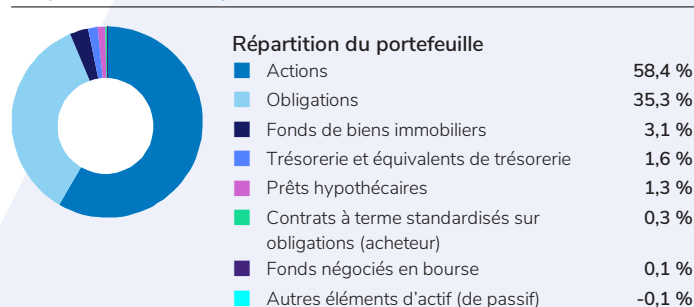 Répartition du portefeuille
Actions 58,4 %
Obligations 35,3 %
Fonds de biens immobiliers 3,1 %
Trésorerie et équivalents de trésorerie 1,6 %
Prêts hypothécaires 1,3 %
Contrats à terme standardisés sur 0,3 %
obligations (acheteur)
Fonds négociés en bourse 0,1 %
Autres éléments d'actif (de passif) -0,1 %